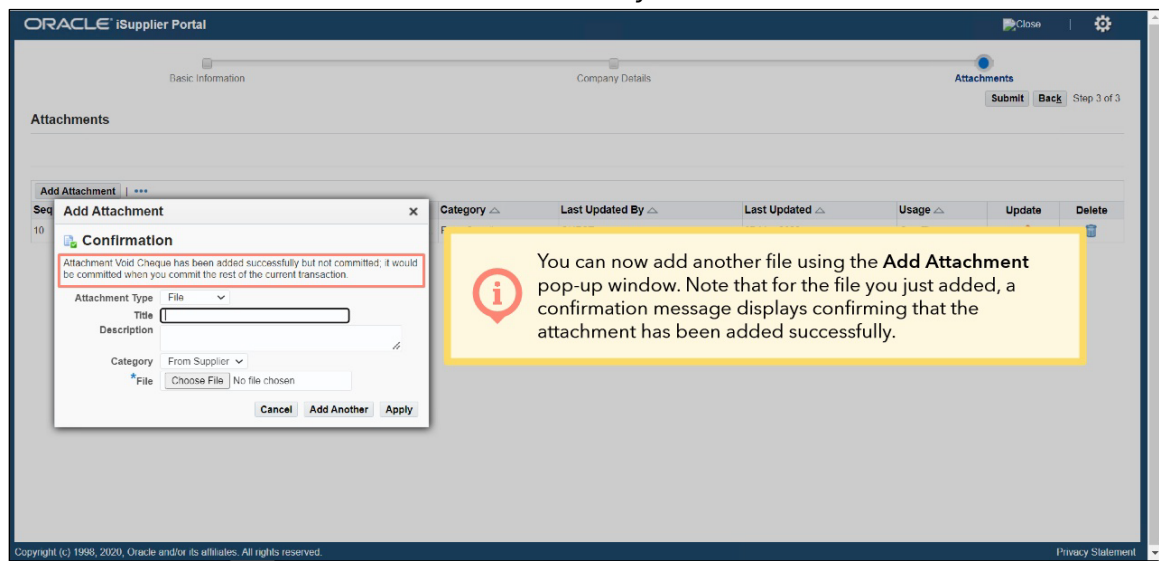 ORACLE iSupplier Portal
Close
Basic Information
Company Details
Attachments
Submit Back Step 3 of 3
Attachments
Add Attachment | •••
Seq
Category
Last Updated By
Last Updated
Usage
Update
Delete
10
Add Attachment ×
Confirmation
Attachment Void Cheque has been added successfully but not committed; it would
be committed when you commit the rest of the current transaction.
Attachment Type File
Title
Description
Category From Supplier
*File Choose File No file chosen
Cancel Add Another Apply
You can now add another file using the Add Attachment
pop-up window. Note that for the file you just added, a
confirmation message displays confirming that the
attachment has been added successfully.
Copyright (c) 1998, 2020, Oracle and/or its affiliates. All rights reserved.
Privacy Statement